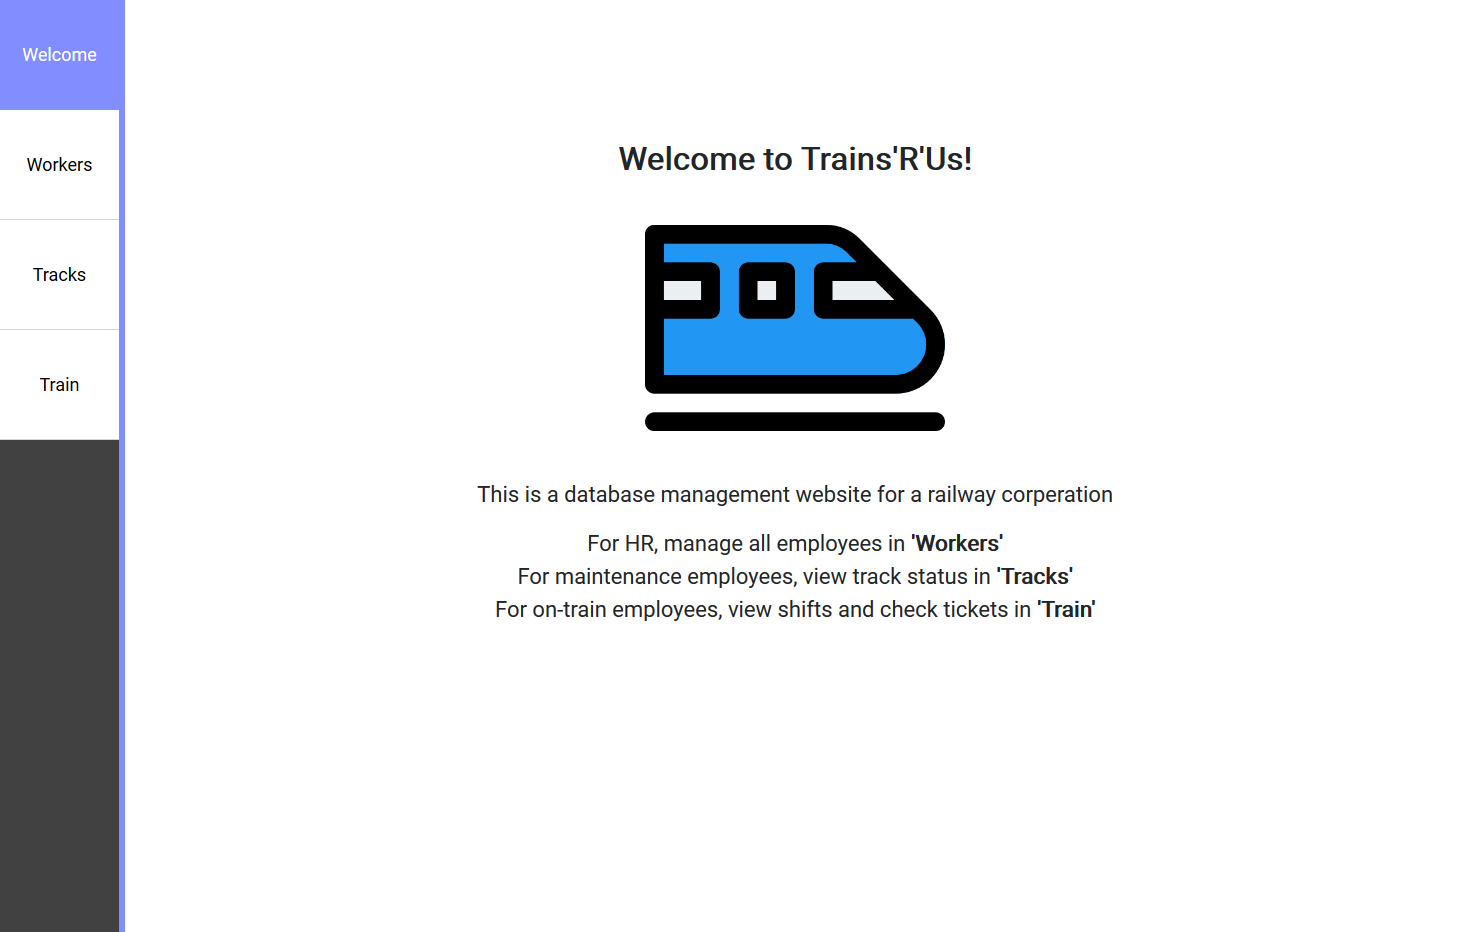 Welcome
Workers
Tracks
Train
Welcome to Trains'R'Us!
This is a database management website for a railway corperation
For HR, manage all employees in 'Workers'
For maintenance employees, view track status in 'Tracks'
For on-train employees, view shifts and check tickets in 'Train'